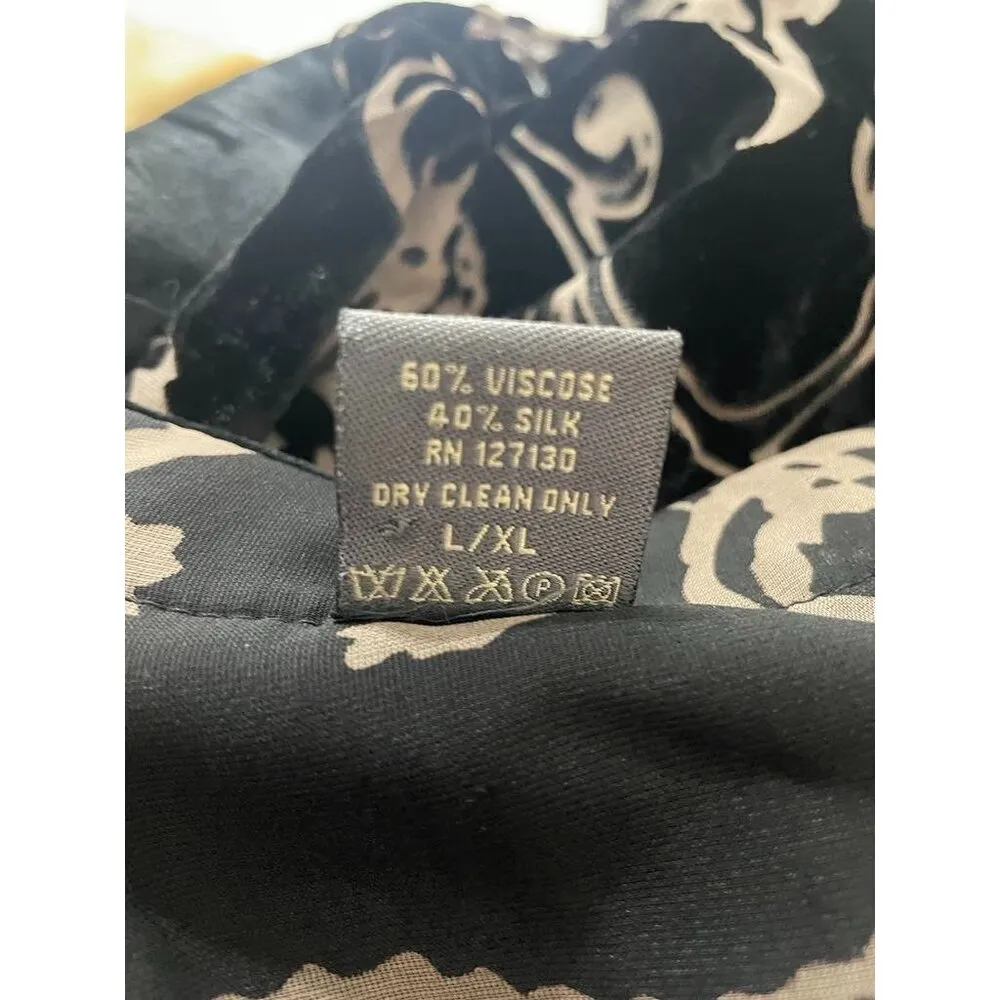 60% VISCOSE
40% SILK
RN 127130
DRY CLEAN ONLY
L/XL
P